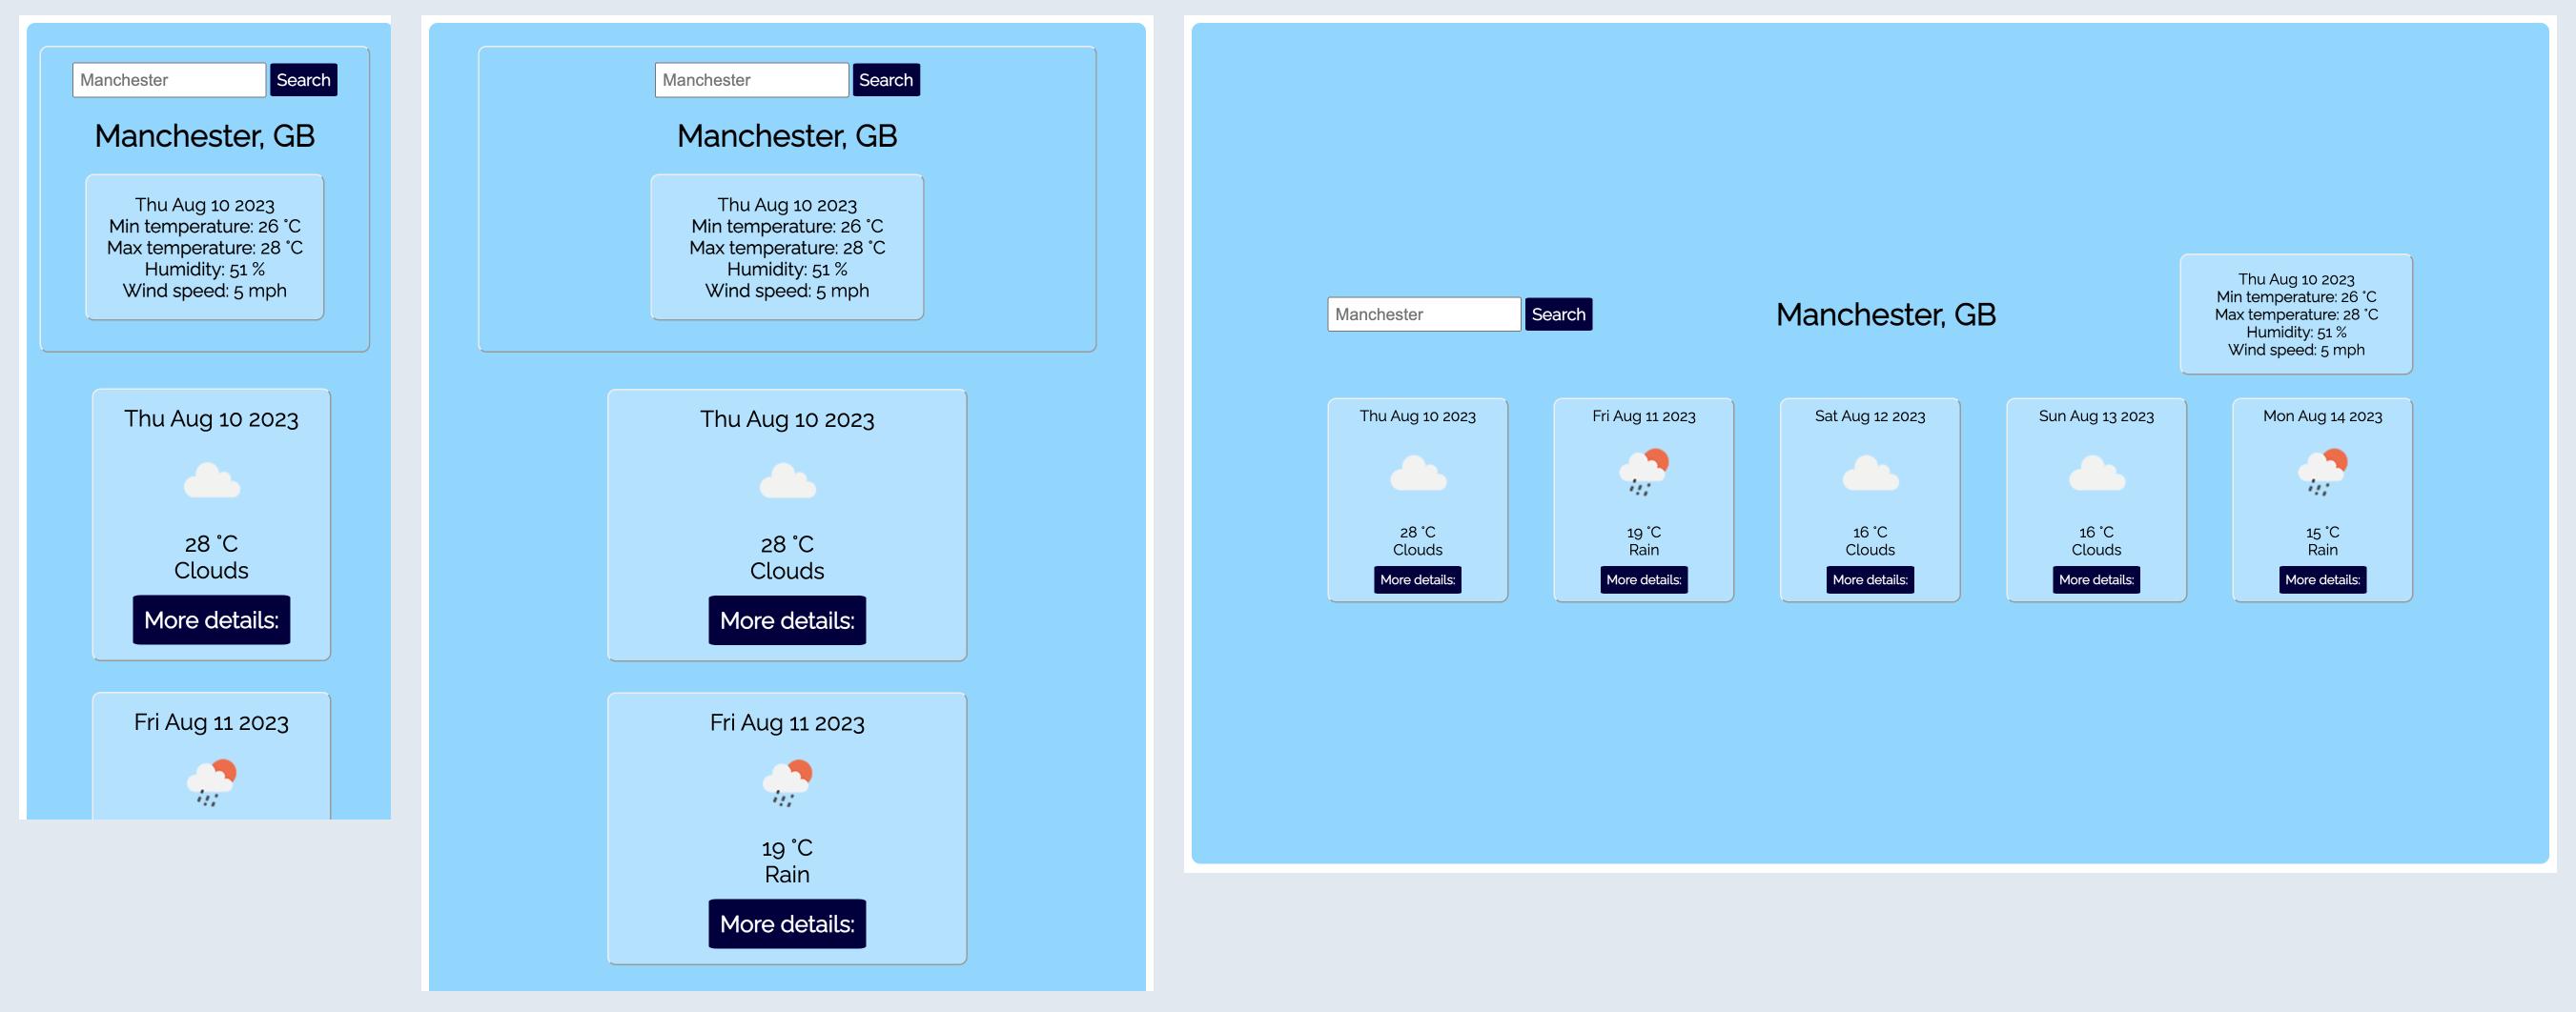 Manchester Search
Manchester, GB
Thu Aug 10 2023
Min temperature: 26 °C
Max temperature: 28 °C
Humidity: 51 %
Wind speed: 5 mph
Thu Aug 10 2023
28 °C
Clouds
More details:
Fri Aug 11 2023
Manchester Search
Manchester, GB
Thu Aug 10 2023
Min temperature: 26 °C
Max temperature: 28 °C
Humidity: 51 %
Wind speed: 5 mph
Thu Aug 10 2023
28 °C
Clouds
More details:
Fri Aug 11 2023
19 °C
Rain
More details:
Manchester Search
Manchester, GB
Thu Aug 10 2023
Min temperature: 26 °C
Max temperature: 28 °C
Humidity: 51 %
Wind speed: 5 mph
Thu Aug 10 2023
28 °C
Clouds
More details:
Fri Aug 11 2023
19 °C
Rain
More details:
Sat Aug 12 2023
16 °C
Clouds
More details:
Sun Aug 13 2023
16 °C
Clouds
More details:
Mon Aug 14 2023
15 °C
Rain
More details: